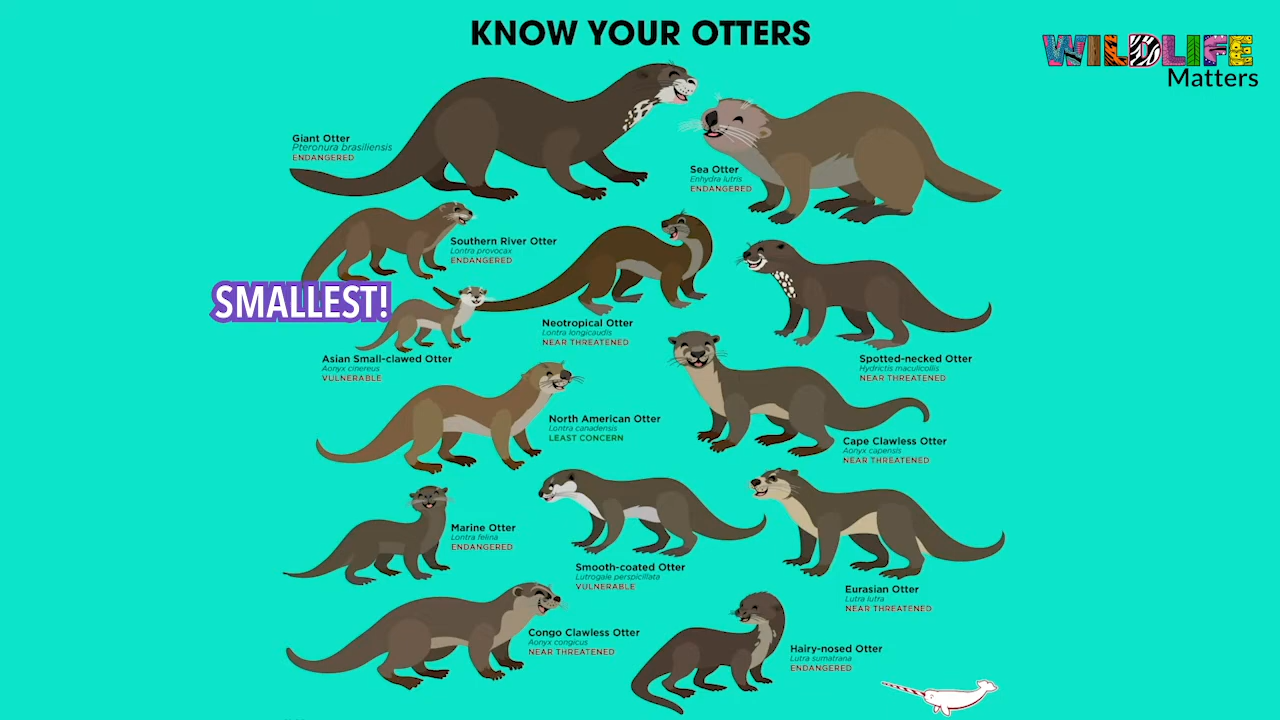 KNOW YOUR OTTERS
WILDLIFE
Matters
Giant Otter
Pteronura brasiliensis
ENDANGERED
Sea Otter
Enhydra lutris
ENDANGERED
Southern River Otter
Lontra provocax
ENDANGERED
SMALLEST!
Neotropical Otter
Lontra longicaudis
NEAR THREATENED
Asian Small-clawed Otter
Aonyx cinereus
VULNERABLE
Spotted-necked Otter
Hydrictis maculicollis
NEAR THREATENED
North American Otter
Lontra canadensis
LEAST CONCERN
Cape Clawless Otter
Aonyx capensis
NEAR THREATENED
Marine Otter
Lontra felina
ENDANGERED
Smooth-coated Otter
Lutrogale perspicillata
VULNERABLE
Eurasian Otter
Lutra lutra
NEAR THREATENED
Congo Clawless Otter
Aonyx congicus
NEAR THREATENED
Hairy-nosed Otter
Lutra sumatrana
ENDANGERED